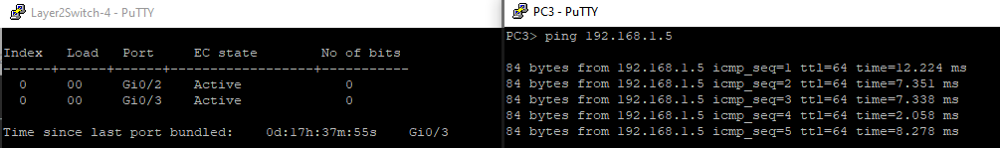 Layer2Switch-4 - PuTTY
Index   Load   Port     EC state        No of bits
------+------+------+------------------+-----------
  0     00     Gi0/2    Active             0
  0     00     Gi0/3    Active             0
Time since last port bundled:    0d:17h:37m:55s    Gi0/3
PC3 - PuTTY
PC3> ping 192.168.1.5
84 bytes from 192.168.1.5 icmp_seq=1 ttl=64 time=12.224 ms
84 bytes from 192.168.1.5 icmp_seq=2 ttl=64 time=7.351 ms
84 bytes from 192.168.1.5 icmp_seq=3 ttl=64 time=7.338 ms
84 bytes from 192.168.1.5 icmp_seq=4 ttl=64 time=2.058 ms
84 bytes from 192.168.1.5 icmp_seq=5 ttl=64 time=8.278 ms